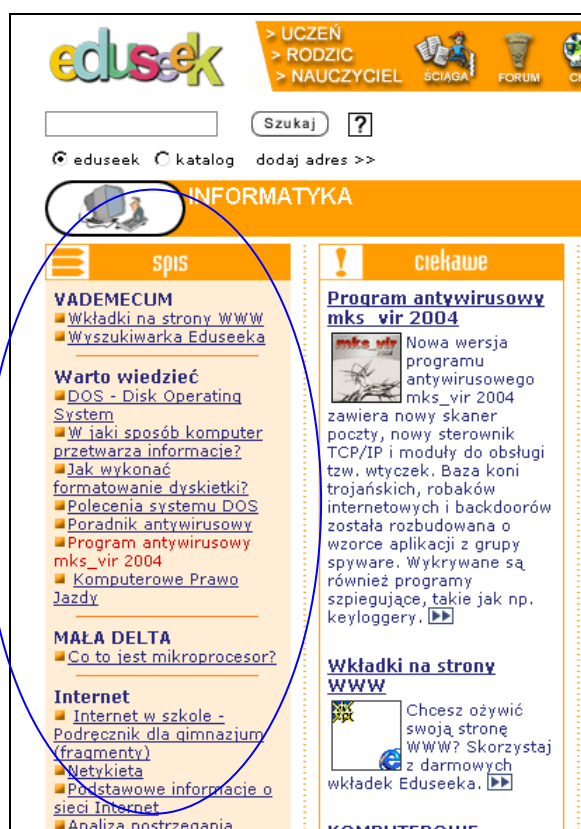 eduseek
> UCZEŃ
> RODZIC
> NAUCZYCIEL
ŚCIĄGA
FORUM
Szukaj
?
eduseek katalog dodaj adres >>
INFORMATYKA
spis
VADEMECUM
Wkładki na strony WWW
Wyszukiwarka Eduseeka
Warto wiedzieć
DOS - Disk Operating
System
W jaki sposób komputer
przetwarza informacje?
Jak wykonać
formatowanie dyskietki?
Polecenia systemu DOS
Poradnik antywirusowy
Program antywirusowy
mks_vir 2004
Komputerowe Prawo
Jazdy
MAŁA DELTA
Co to jest mikroprocesor?
Internet
Internet w szkole -
Podręcznik dla gimnazjum
(fragmenty)
Netykieta
Podstawowe informacje o
sieci Internet
Analiza postrzegania
ciekawe
Program antywirusowy
mks_vir 2004
mks_vir
2004
Nowa wersja
programu
antywirusowego
mks_vir 2004
zawiera nowy skaner
poczty, nowy sterownik
TCP/IP i moduły do obsługi
tzw. wtyczek. Baza koni
trojańskich, robaków
internetowych i backdoorów
została rozbudowana o
wzorce aplikacji z grupy
spyware. Wykrywane są
również programy
szpiegujące, takie jak np.
keyloggery.
Wkładki na strony
WWW
Chcesz ożywić
swoją stronę
WWW? Skorzystaj
z darmowych
wkładek Eduseeka.
KOMPUTEROWE